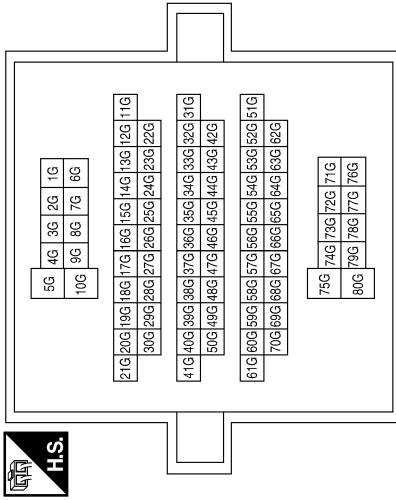 H.S.
5G 4G 3G 2G 1G
10G 9G 8G 7G 6G
21G 20G 19G 18G 17G 16G 15G 14G 13G 12G 11G
30G 29G 28G 27G 26G 25G 24G 23G 22G
41G 40G 39G 38G 37G 36G 35G 34G 33G 32G 31G
50G 49G 48G 47G 46G 45G 44G 43G 42G
61G 60G 59G 58G 57G 56G 55G 54G 53G 52G 51G
70G 69G 68G 67G 66G 65G 64G 63G 62G
75G 74G 73G 72G 71G
80G 79G 78G 77G 76G